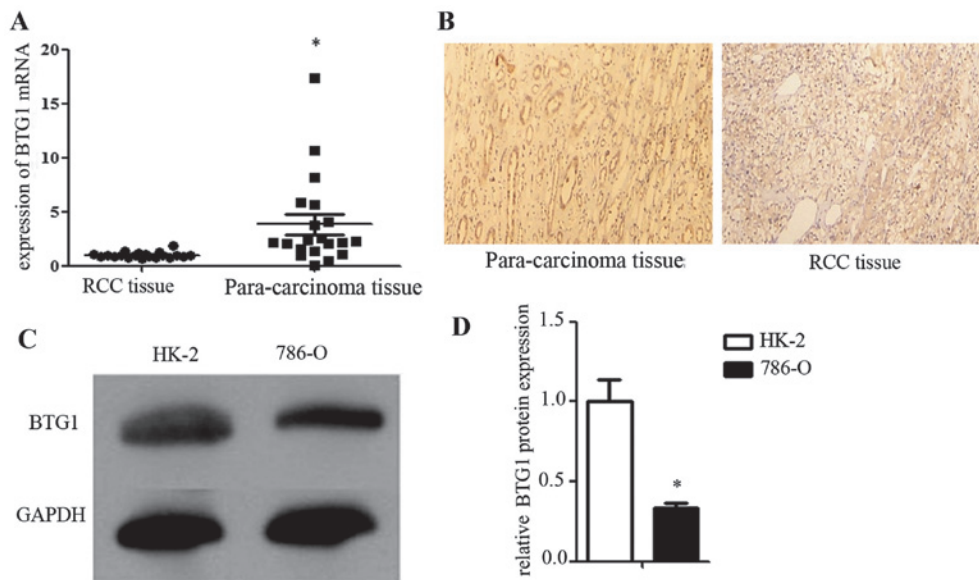 A
expression of BTG1 mRNA
20
15
10
5
0
*
RCC tissue
Para-carcinoma tissue
B
Para-carcinoma tissue
RCC tissue
C
HK-2
786-O
BTG1
GAPDH
D
relative BTG1 protein expression
1.5
1.0
0.5
0.0
*
HK-2
786-O